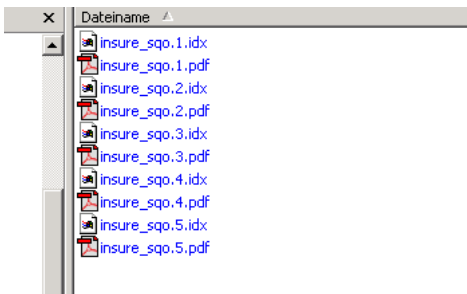 Dateiname
insure_sqo.1.idx
insure_sqo.1.pdf
insure_sqo.2.idx
insure_sqo.2.pdf
insure_sqo.3.idx
insure_sqo.3.pdf
insure_sqo.4.idx
insure_sqo.4.pdf
insure_sqo.5.idx
insure_sqo.5.pdf